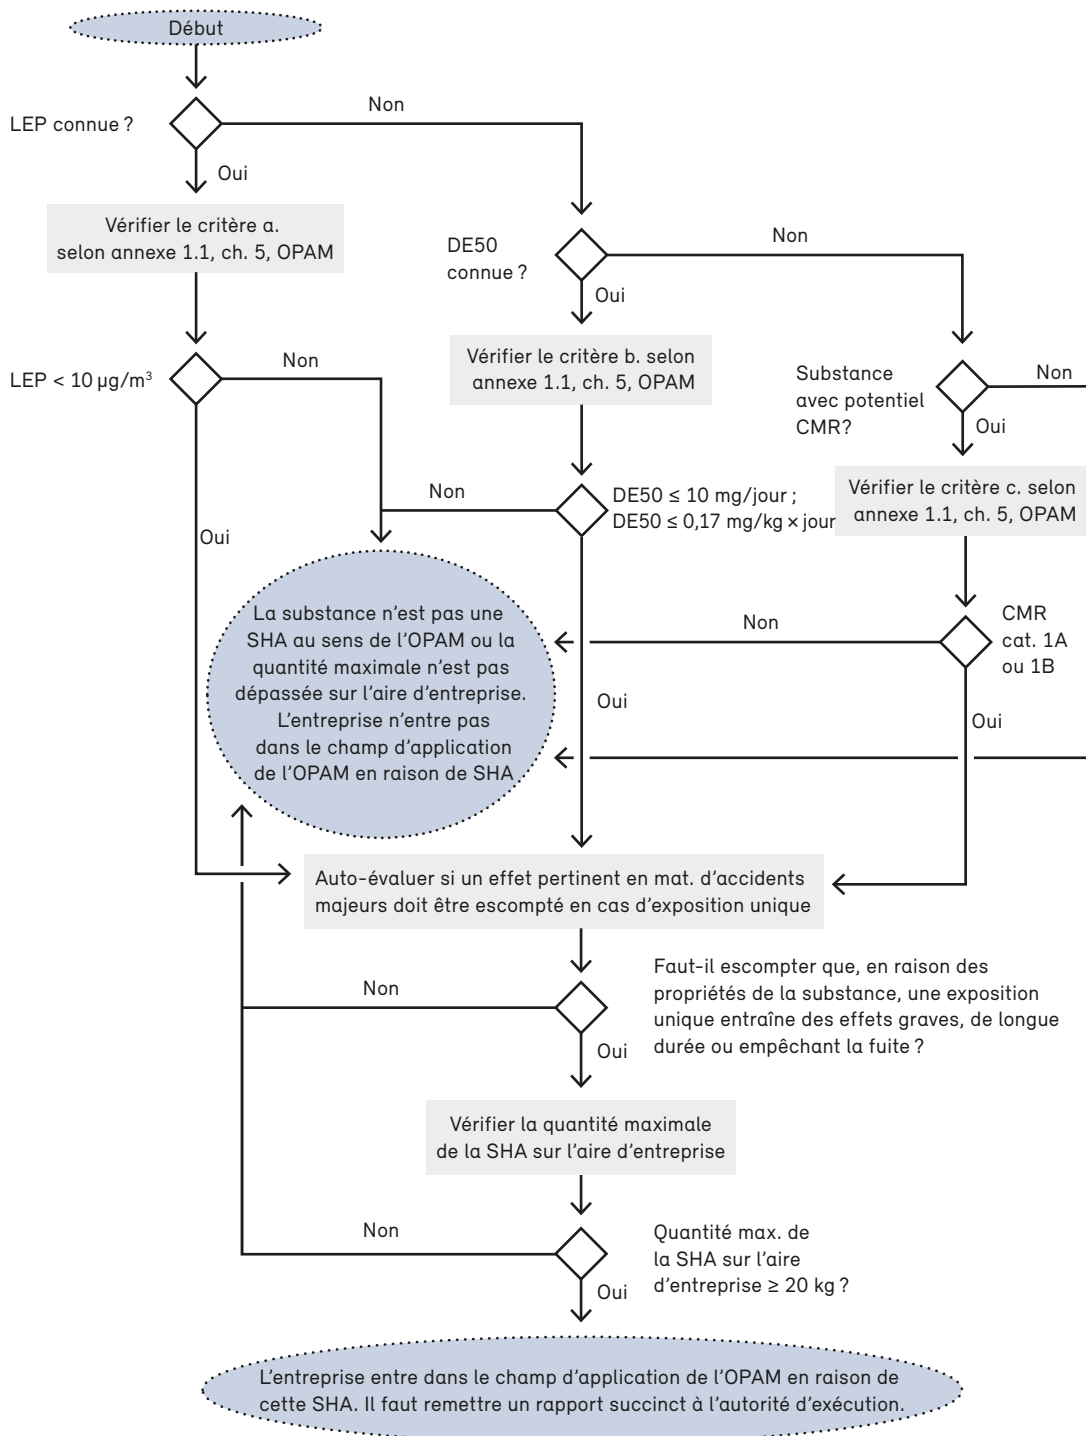 Début
LEP connue ?
Non
Oui
Vérifier le critère a.
selon annexe 1.1, ch. 5, OPAM
DE50
connue ?
Non
Oui
LEP < 10 µg/m³
Non
Vérifier le critère b. selon
annexe 1.1, ch. 5, OPAM
Substance
avec potentiel
CMR?
Non
Oui
Non
DE50 ≤ 10 mg/jour ;
DE50 ≤ 0,17 mg/kg × jour
Vérifier le critère c. selon
annexe 1.1, ch. 5, OPAM
Oui
La substance n'est pas une
SHA au sens de l'OPAM ou la
quantité maximale n'est pas
dépassée sur l'aire d'entreprise.
L'entreprise n'entre pas
dans le champ d'application
de l'OPAM en raison de SHA
Non
CMR
cat. 1A
ou 1B
Oui
Oui
Auto-évaluer si un effet pertinent en mat. d'accidents
majeurs doit être escompté en cas d'exposition unique
Non
Faut-il escompter que, en raison des
propriétés de la substance, une exposition
unique entraîne des effets graves, de longue
durée ou empêchant la fuite ?
Oui
Vérifier la quantité maximale
de la SHA sur l'aire d'entreprise
Non
Quantité max. de
la SHA sur l'aire
d'entreprise ≥ 20 kg ?
Oui
L'entreprise entre dans le champ d'application de l'OPAM en raison de
cette SHA. Il faut remettre un rapport succinct à l'autorité d'exécution.